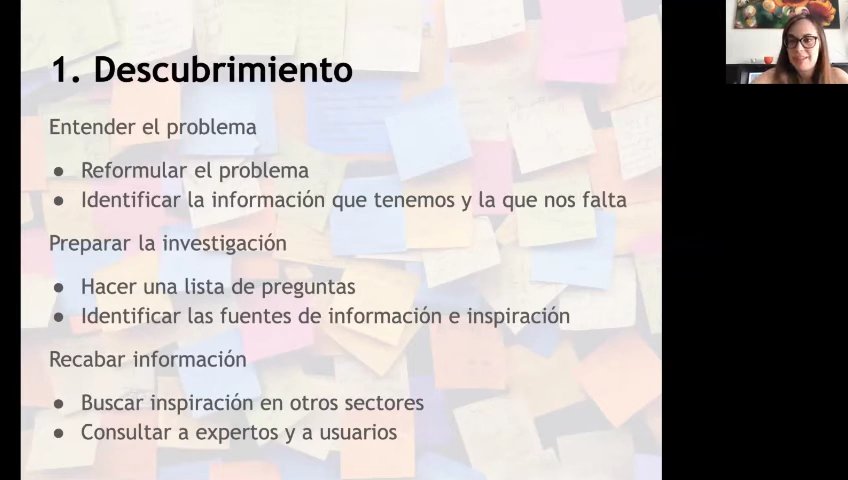 1. Descubrimiento
Entender el problema
● Reformular el problema
● Identificar la información que tenemos y la que nos falta
Preparar la investigación
● Hacer una lista de preguntas
● Identificar las fuentes de información e inspiración
Recabar información
● Buscar inspiración en otros sectores
● Consultar a expertos y a usuarios